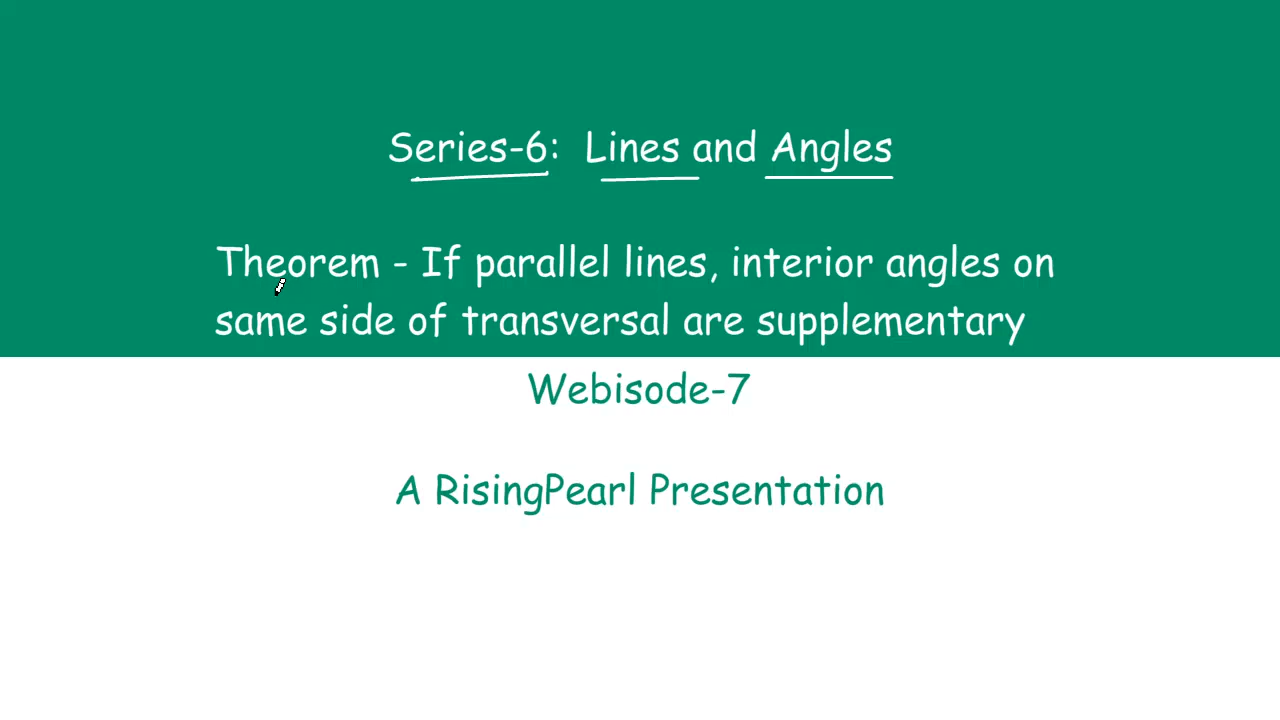 Series-6: Lines and Angles
Theorem - If parallel lines, interior angles on
same side of transversal are supplementary
Webisode-7
A RisingPearl Presentation